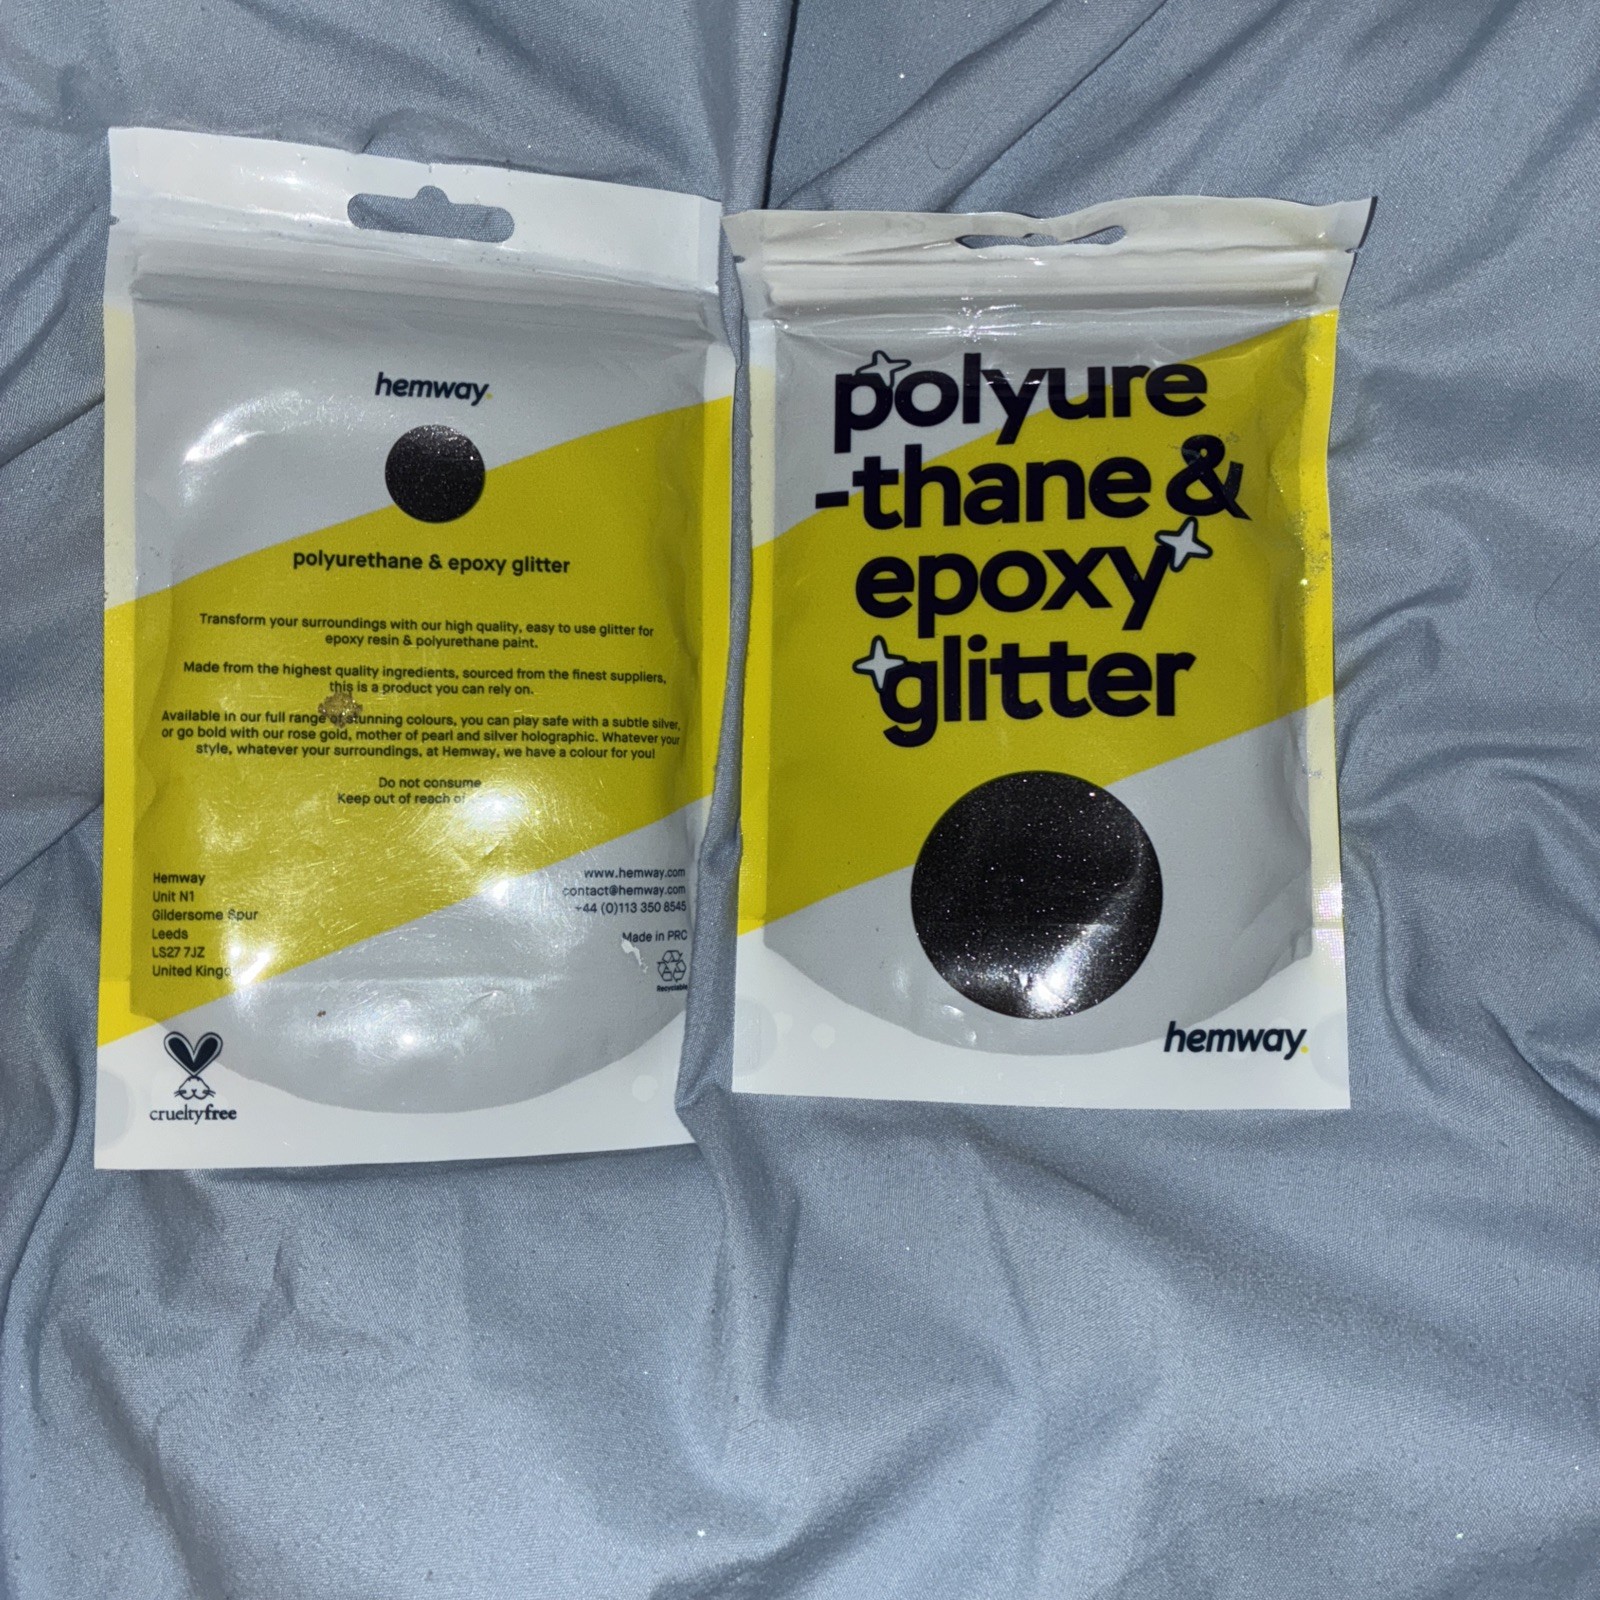 hemway.
polyurethane & epoxy glitter
Transform your surroundings with our high quality, easy to use glitter for
epoxy resin & polyurethane paint.
Made from the highest quality ingredients, sourced from the finest suppliers,
this is a product you can rely on.
Available in our full range of stunning colours, you can play safe with a subtle silver,
or go bold with our rose gold, mother of pearl and silver holographic. Whatever your
style, whatever your surroundings, at Hemway, we have a colour for you!
Do not consume
Keep out of reach of
Hemway
Unit N1
Gildersome Spur
Leeds
LS27 7JZ
United
www.hemway.com
contact@hemway.com
+44 (0)113 350 8545
Made in PRC
Recyclable
crueltyfree
polyure
-thane &
epoxy
glitter
hemway.